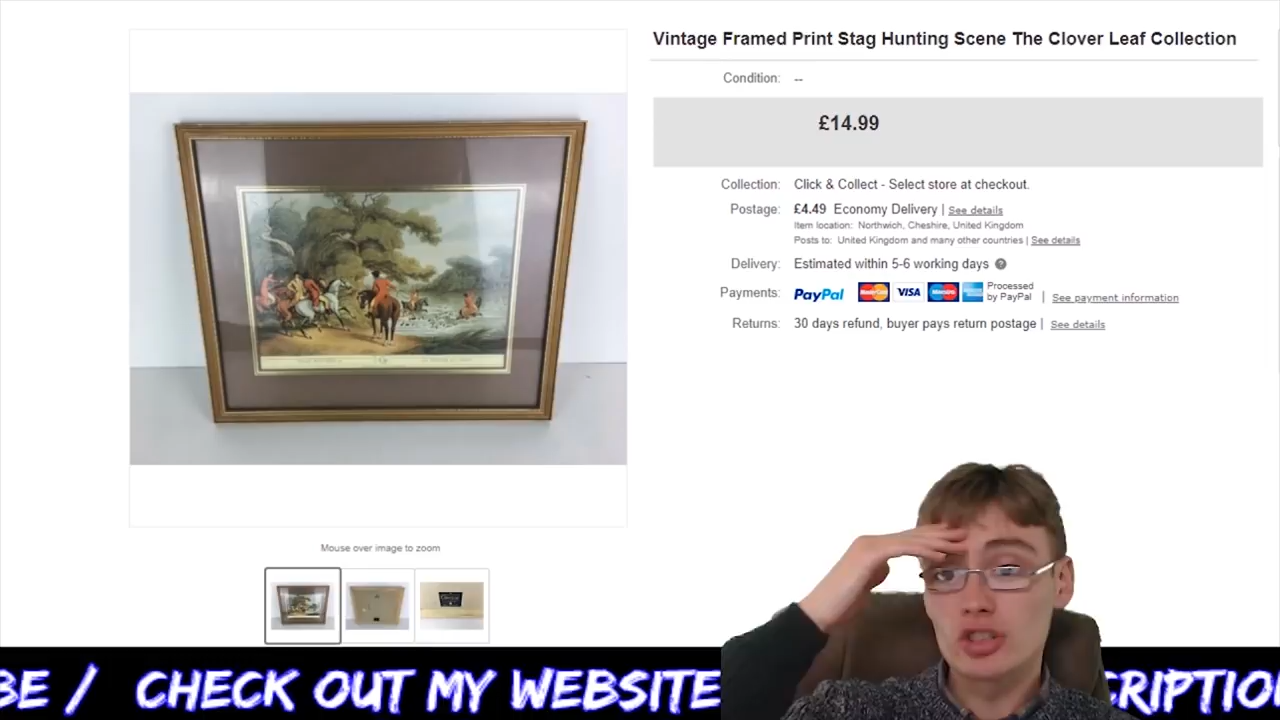 Vintage Framed Print Stag Hunting Scene The Clover Leaf Collection
Condition: --
£14.99
Collection: Click & Collect - Select store at checkout.
Postage: £4.49 Economy Delivery | See details
Item location: Northwich, Cheshire, United Kingdom
Posts to: United Kingdom and many other countries | See details
Delivery: Estimated within 5-6 working days ?
Payments: PayPal MasterCard VISA Maestro Processed by PayPal | See payment information
Returns: 30 days refund, buyer pays return postage | See details
Mouse over image to zoom
BE / CHECK OUT MY WEBSITE CRIPTIO